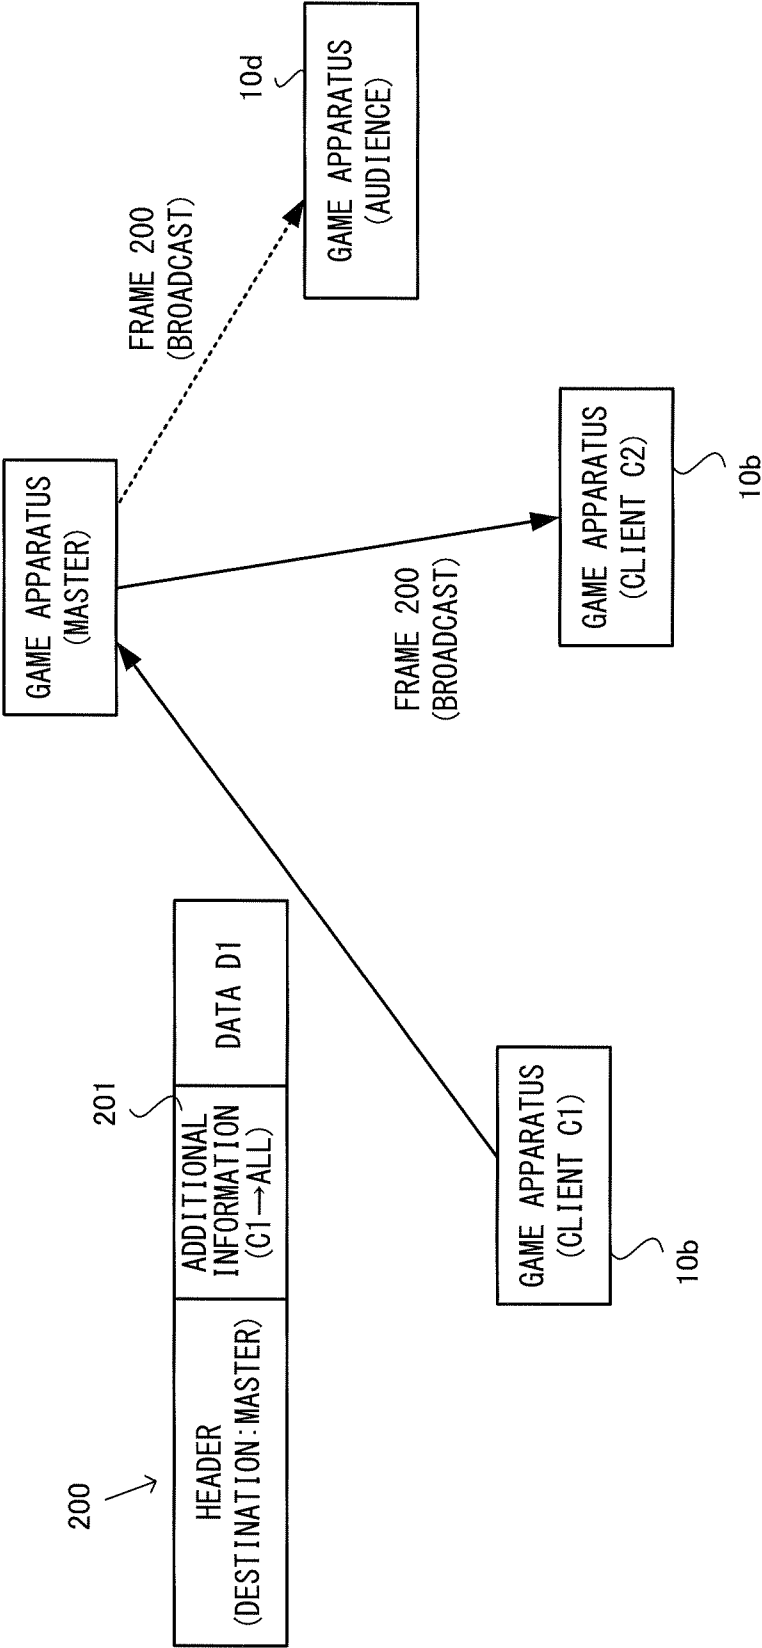 200
HEADER
(DESTINATION:MASTER)
201
ADDITIONAL
INFORMATION
(C1→ALL)
DATA D1
GAME APPARATUS
(MASTER)
FRAME 200
(BROADCAST)
10d
GAME APPARATUS
(AUDIENCE)
FRAME 200
(BROADCAST)
GAME APPARATUS
(CLIENT C1)
10b
GAME APPARATUS
(CLIENT C2)
10b